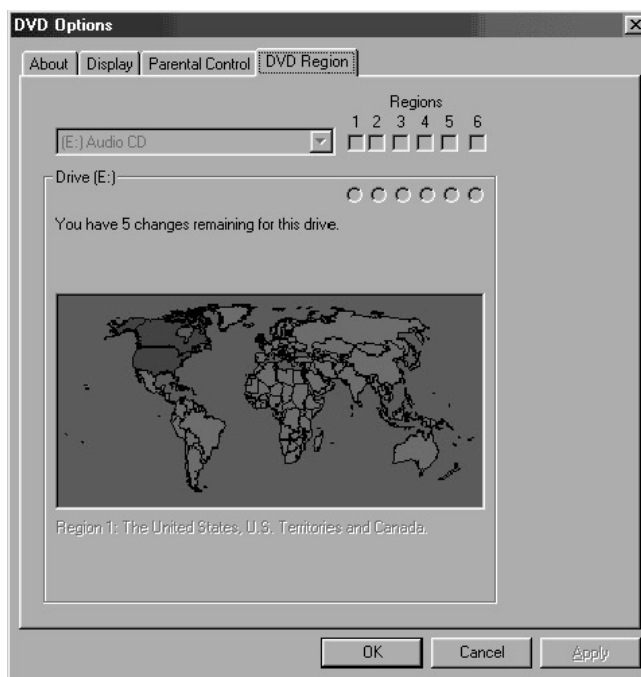 DVD Options
About Display Parental Control DVD Region
Regions
1 2 3 4 5 6
(E:) Audio CD
Drive (E:)
You have 5 changes remaining for this drive.
Region 1: The United States, U.S. Territories and Canada.
OK Cancel Apply